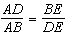 AD/AB = BE/DE